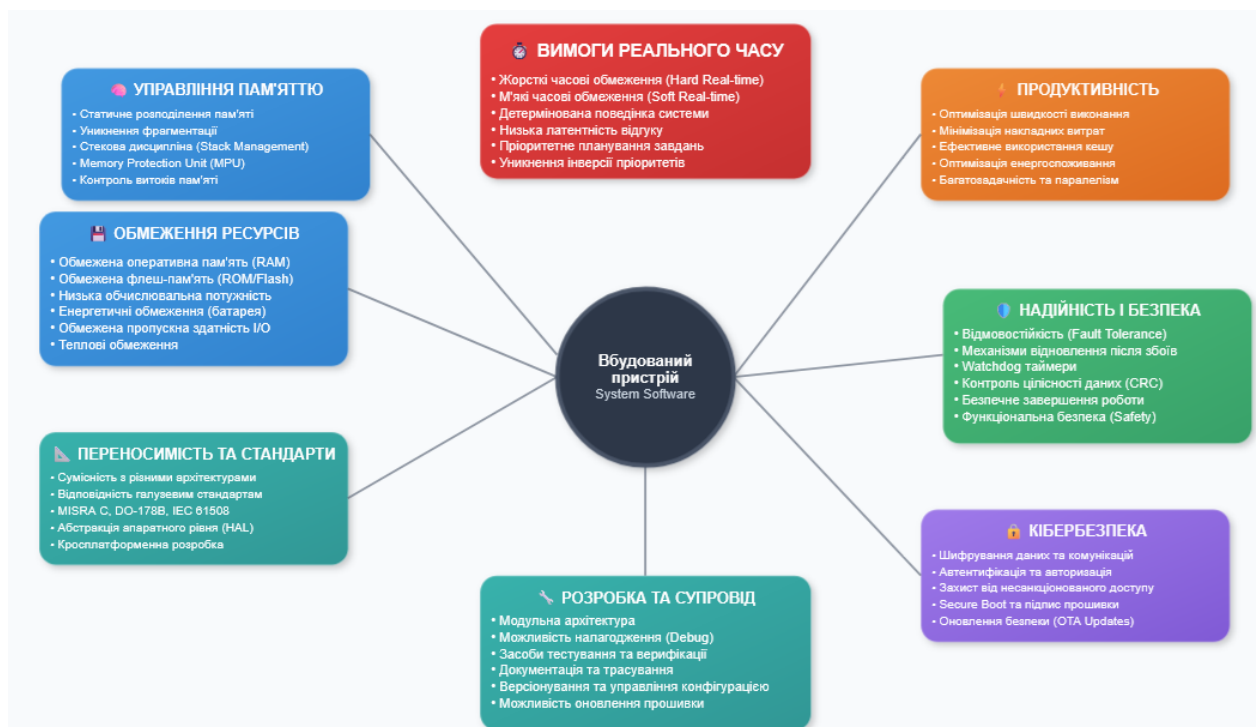 ВИМОГИ РЕАЛЬНОГО ЧАСУ
• Жорсткі часові обмеження (Hard Real-time)
• М'які часові обмеження (Soft Real-time)
• Детермінована поведінка системи
• Низька латентність відгуку
• Пріоритетне планування завдань
• Уникнення інверсії пріоритетів
УПРАВЛІННЯ ПАМ'ЯТТЮ
• Статичне розподілення пам'яті
• Уникнення фрагментації
• Стекова дисципліна (Stack Management)
• Memory Protection Unit (MPU)
• Контроль витоків пам'яті
ПРОДУКТИВНІСТЬ
• Оптимізація швидкості виконання
• Мінімізація накладних витрат
• Ефективне використання кешу
• Оптимізація енергоспоживання
• Багатозадачність та паралелізм
ОБМЕЖЕННЯ РЕСУРСІВ
• Обмежена оперативна пам'ять (RAM)
• Обмежена флеш-пам'ять (ROM/Flash)
• Низька обчислювальна потужність
• Енергетичні обмеження (батарея)
• Обмежена пропускна здатність I/O
• Теплові обмеження
Вбудований
пристрій
System Software
НАДІЙНІСТЬ І БЕЗПЕКА
• Відмовостійкість (Fault Tolerance)
• Механізми відновлення після збоїв
• Watchdog таймери
• Контроль цілісності даних (CRC)
• Безпечне завершення роботи
• Функціональна безпека (Safety)
ПЕРЕНОСИМІСТЬ ТА СТАНДАРТИ
• Сумісність з різними архітектурами
• Відповідність галузевим стандартам
• MISRA C, DO-178B, IEC 61508
• Абстракція апаратного рівня (HAL)
• Кросплатформенна розробка
КІБЕРБЕЗПЕКА
• Шифрування даних та комунікацій
• Автентифікація та авторизація
• Захист від несанкціонованого доступу
• Secure Boot та підпис прошивки
• Оновлення безпеки (OTA Updates)
РОЗРОБКА ТА СУПРОВІД
• Модульна архітектура
• Можливість налагодження (Debug)
• Засоби тестування та верифікації
• Документація та трасування
• Версіонування та управління конфігурацією
• Можливість оновлення прошивки